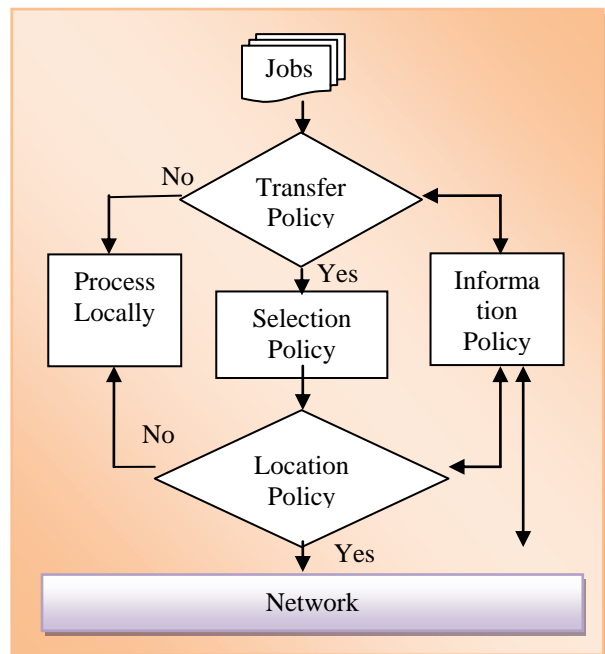 Jobs
No
Transfer
Policy
Yes
Process
Locally
Selection
Policy
Informa
tion
Policy
No
Location
Policy
Yes
Network